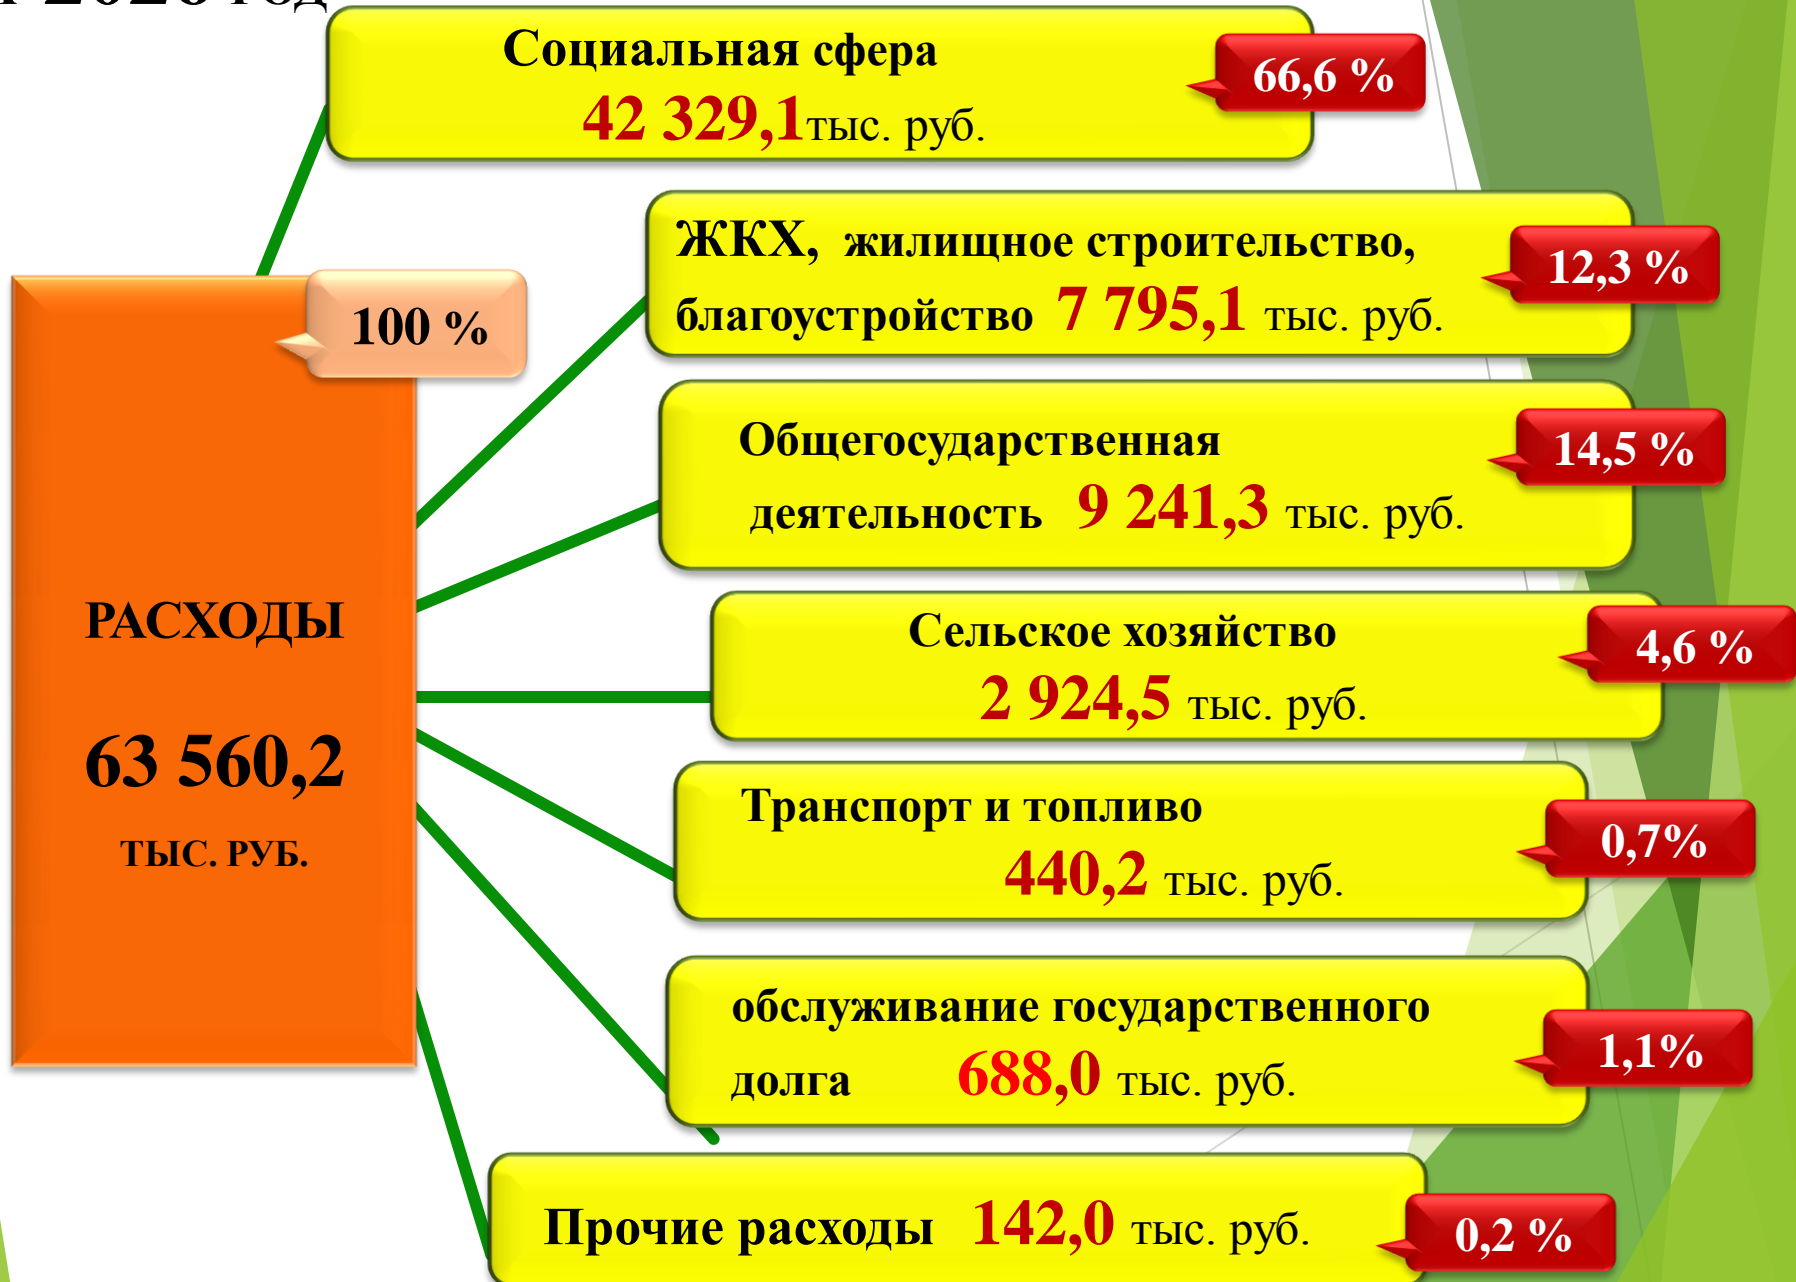 Социальная сфера
42 329,1тыс. руб.
66,6 %
ЖКХ, жилищное строительство,
благоустройство 7 795,1 тыс. руб.
12,3 %
100 %
Общегосударственная
деятельность 9 241,3 тыс. руб.
14,5 %
РАСХОДЫ
63 560,2
ТЫС. РУБ.
Сельское хозяйство
2 924,5 тыс. руб.
4,6 %
Транспорт и топливо
440,2 тыс. руб.
0,7%
обслуживание государственного
долга 688,0 тыс. руб.
1,1%
Прочие расходы 142,0 тыс. руб.
0,2 %